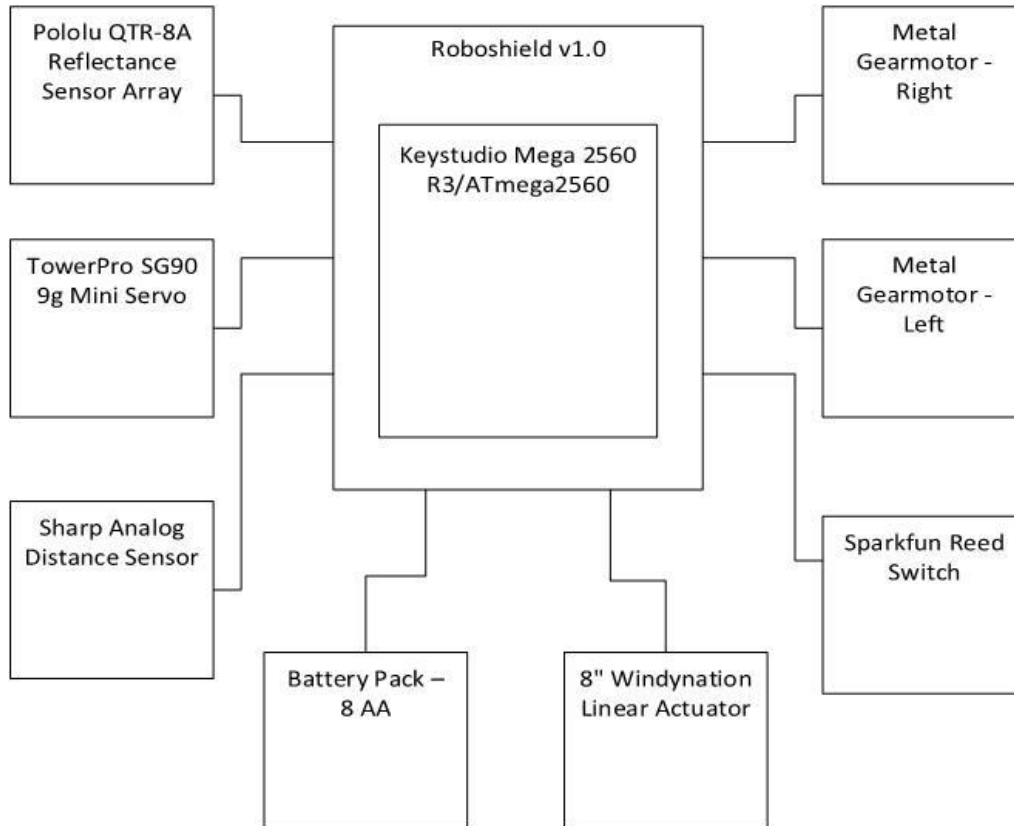 Pololu QTR-8A
Reflectance
Sensor Array
Roboshield v1.0
Metal
Gearmotor -
Right
Keystudio Mega 2560
R3/ATmega2560
TowerPro SG90
9g Mini Servo
Metal
Gearmotor -
Left
Sharp Analog
Distance Sensor
Sparkfun Reed
Switch
Battery Pack –
8 AA
8" Windynation
Linear Actuator